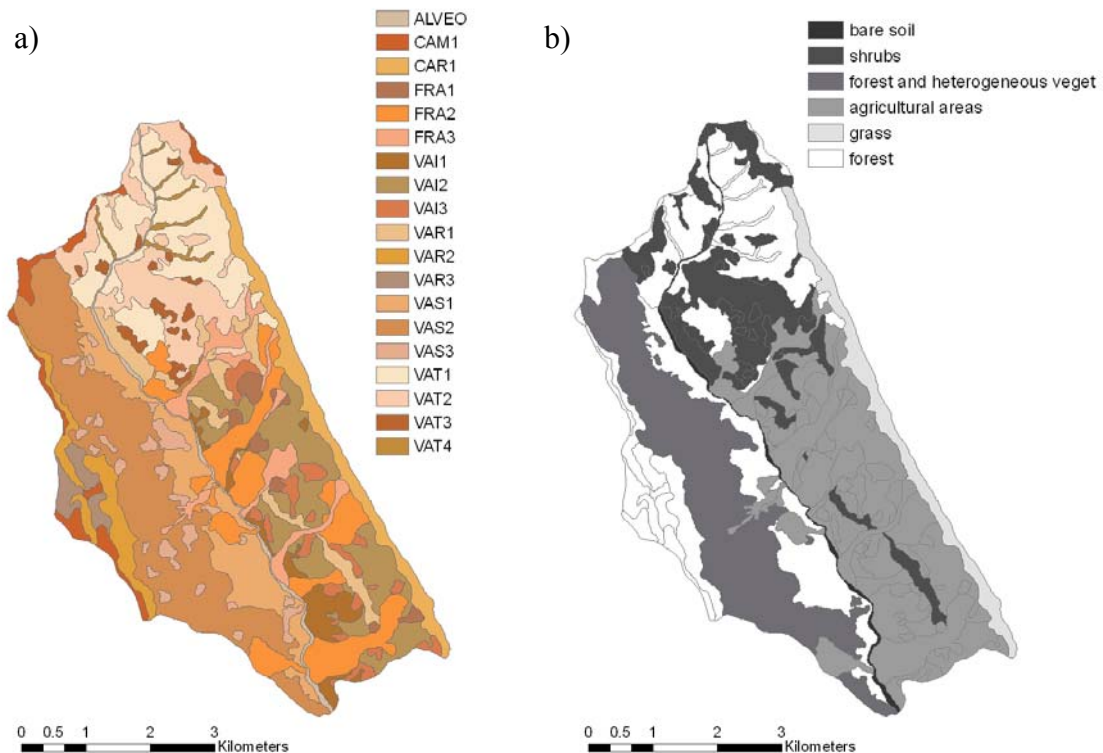 a)
ALVEO
CAM1
CAR1
FRA1
FRA2
FRA3
VAI1
VAI2
VAI3
VAR1
VAR2
VAR3
VAS1
VAS2
VAS3
VAT1
VAT2
VAT3
VAT4
0 0.5 1 2 3
Kilometers
b)
bare soil
shrubs
forest and heterogeneous veget
agricultural areas
grass
forest
0 0.5 1 2 3
Kilometers